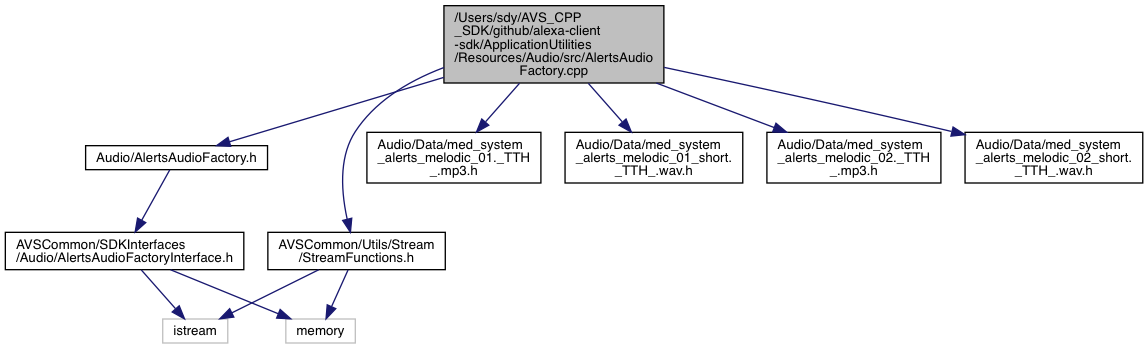 /Users/sdy/AVS_CPP
_SDK/github/alexa-client
-sdk/ApplicationUtilities
/Resources/Audio/src/AlertsAudio
Factory.cpp
Audio/AlertsAudioFactory.h
Audio/Data/med_system
_alerts_melodic_01._TTH
_.mp3.h
Audio/Data/med_system
_alerts_melodic_01_short.
_TTH_.wav.h
Audio/Data/med_system
_alerts_melodic_02._TTH
_.mp3.h
Audio/Data/med_system
_alerts_melodic_02_short.
_TTH_.wav.h
AVSCommon/SDKInterfaces
/Audio/AlertsAudioFactoryInterface.h
AVSCommon/Utils/Stream
/StreamFunctions.h
istream
memory